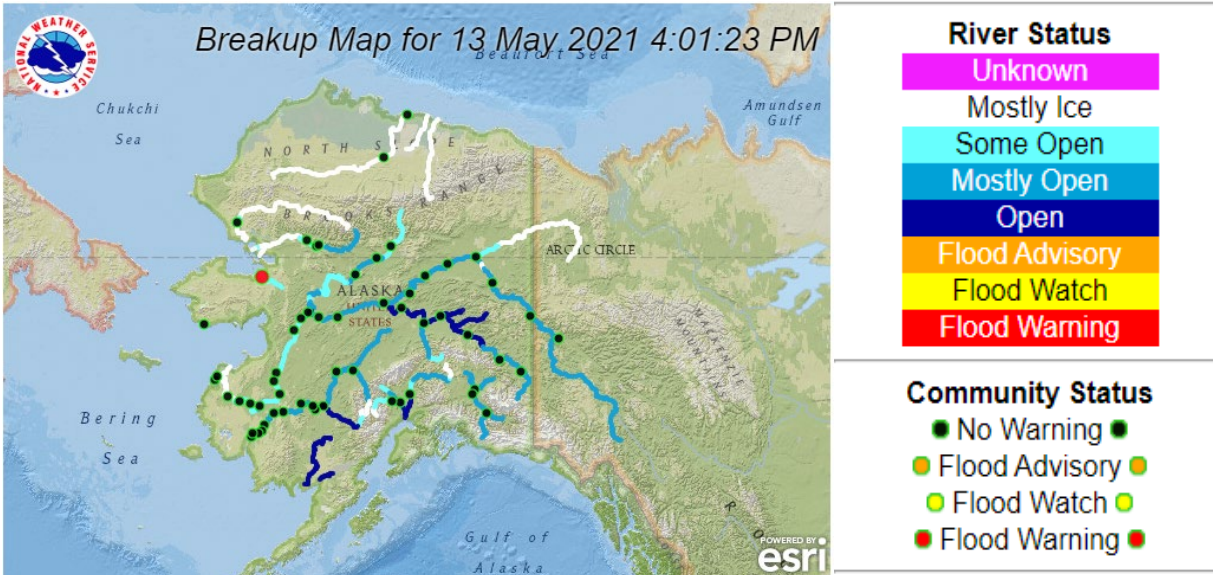 NATIONAL WEATHER SERVICE
Breakup Map for 13 May 2021 4:01:23 PM
Beaufort Sea
Chukchi
Sea
Amundsen
Gulf
NORTH SLOPE
BROOKS RANGE
ARCTIC CIRCLE
ALASKA
UNITED
STATES
MACKENZIE
MOUNTAINS
Bering
Sea
Gulf of
Alaska
POWERED BY
esri
River Status
Unknown
Mostly Ice
Some Open
Mostly Open
Open
Flood Advisory
Flood Watch
Flood Warning
Community Status
No Warning
Flood Advisory
Flood Watch
Flood Warning